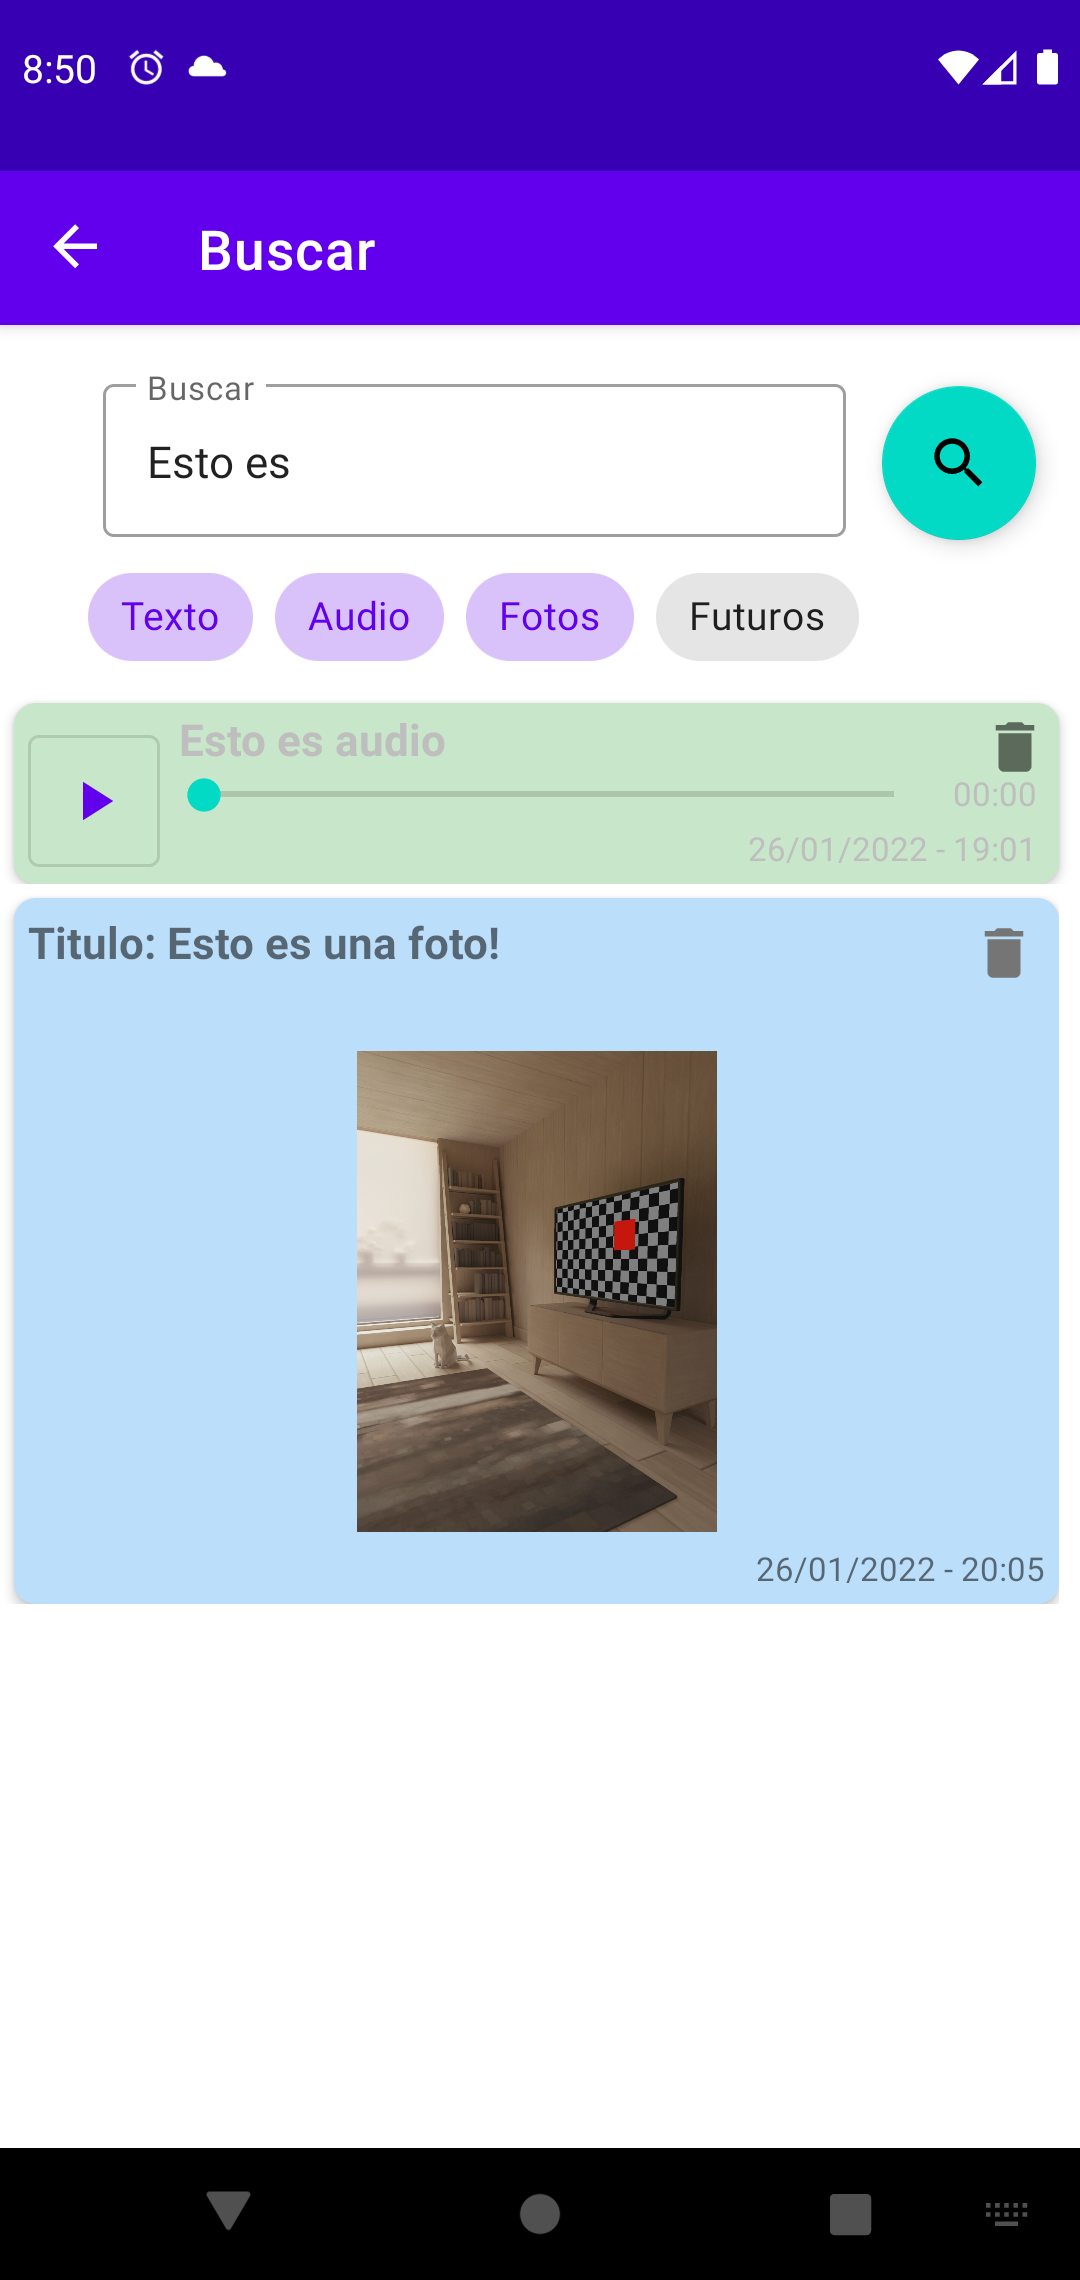 8:50
Buscar
Buscar
Esto es
Texto Audio Fotos Futuros
Esto es audio
00:00
26/01/2022 - 19:01
Titulo: Esto es una foto!
26/01/2022 - 20:05